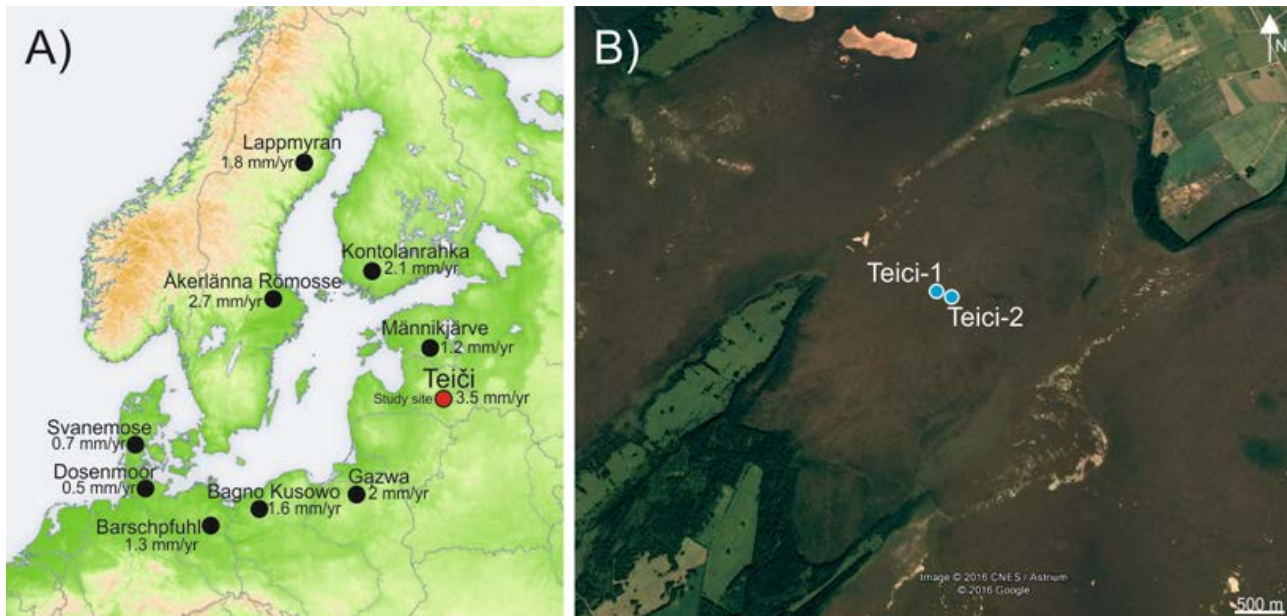 A)
Lappmyran
1.8 mm/yr
Kontolanrahka
2.1 mm/yr
Åkerlänna Römosse
2.7 mm/yr
Männikjärve
1.2 mm/yr
Teiči
Study site
3.5 mm/yr
Svanemose
0.7 mm/yr
Dosenmoor
0.5 mm/yr
Bagno Kusowo
1.6 mm/yr
Gazwa
2 mm/yr
Barschpfuhl
1.3 mm/yr
B)
N
Teici-1
Teici-2
Image © 2016 CNES / Astrium
© 2016 Google
500 m